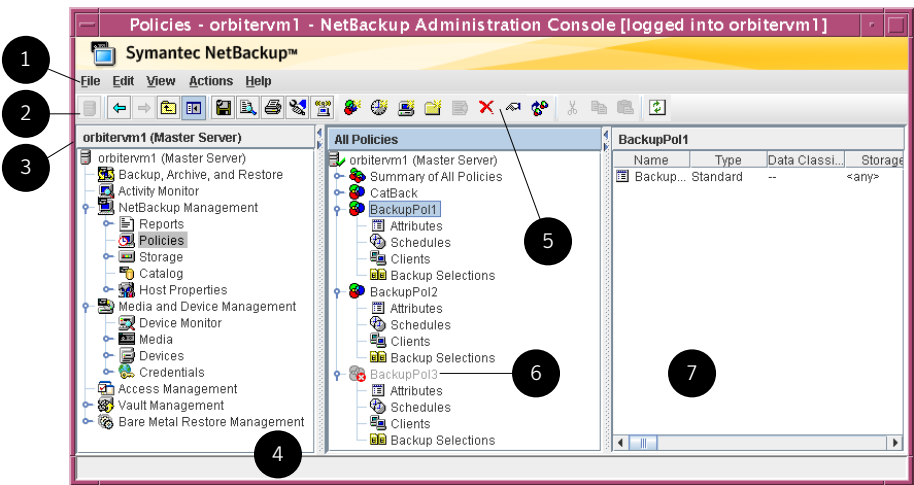 Policies - orbitervm1 - NetBackup Administration Console [logged into orbitervm1]
Symantec NetBackup™
1
File Edit View Actions Help
2
3
orbitervm1 (Master Server)
orbitervm1 (Master Server)
Backup, Archive, and Restore
Activity Monitor
NetBackup Management
Reports
Policies
Storage
Catalog
Host Properties
Media and Device Management
Device Monitor
Media
Devices
Credentials
Access Management
Vault Management
Bare Metal Restore Management
4
All Policies
orbitervm1 (Master Server)
Summary of All Policies
CatBack
BackupPol1
Attributes
Schedules
Clients
Backup Selections
BackupPol2
Attributes
Schedules
Clients
Backup Selections
BackupPol3
Attributes
Schedules
Clients
Backup Selections
5
6
BackupPol1
Name Type Data Classi... Storage
Backup... Standard -- <any>
7